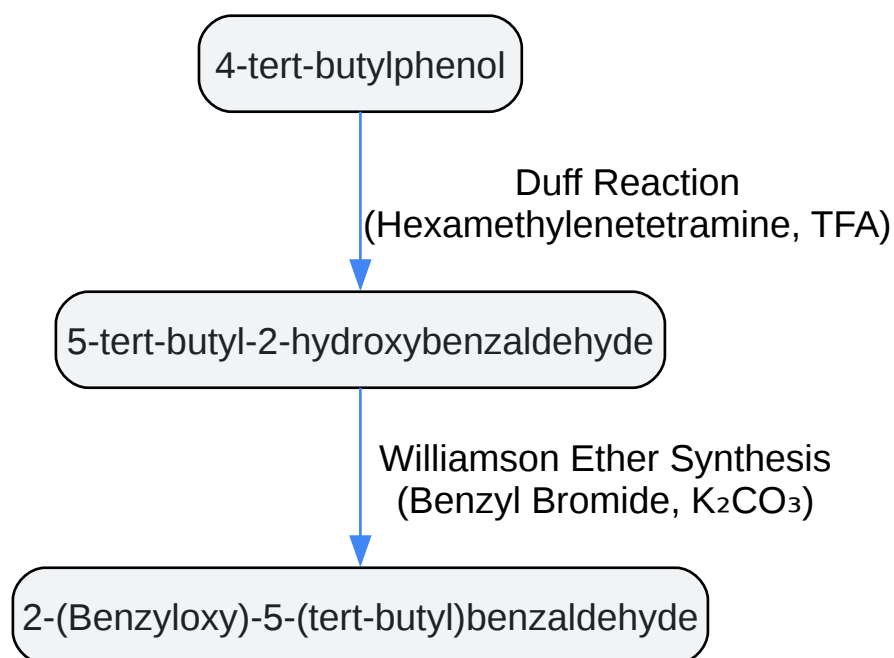 4-tert-butylphenol
Duff Reaction
(Hexamethylenetetramine, TFA)
5-tert-butyl-2-hydroxybenzaldehyde
Williamson Ether Synthesis
(Benzyl Bromide, K₂CO₃)
2-(Benzyloxy)-5-(tert-butyl)benzaldehyde